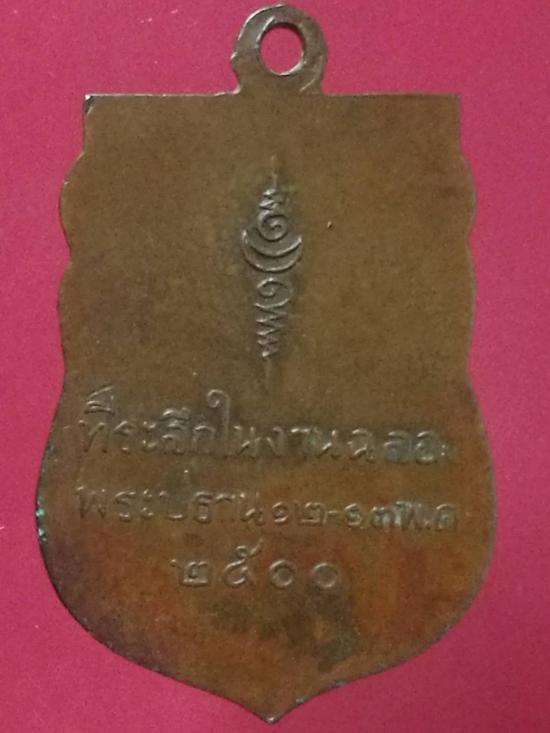 ที่ระลึกในงานฉลอง
พระประธาน ๑๒-๑๓ พ.ค
๒๕๐๐